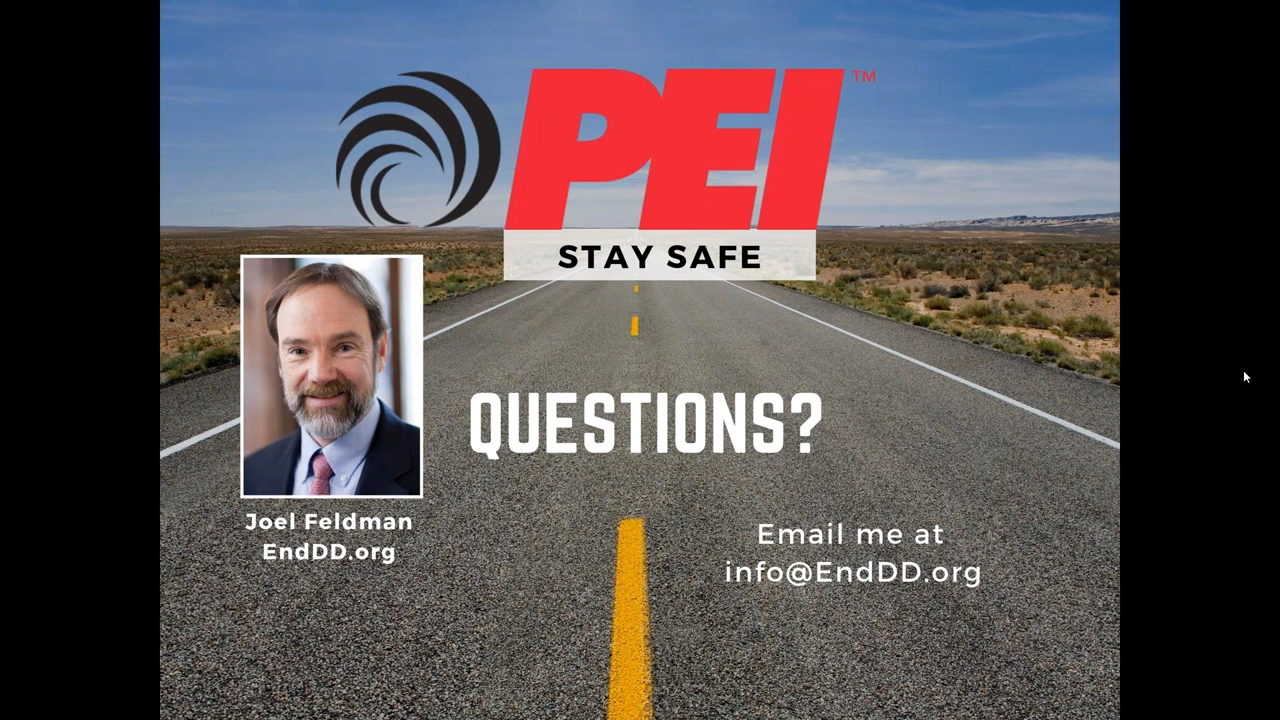 PEI™
STAY SAFE
QUESTIONS?
Joel Feldman
EndDD.org
Email me at
info@EndDD.org